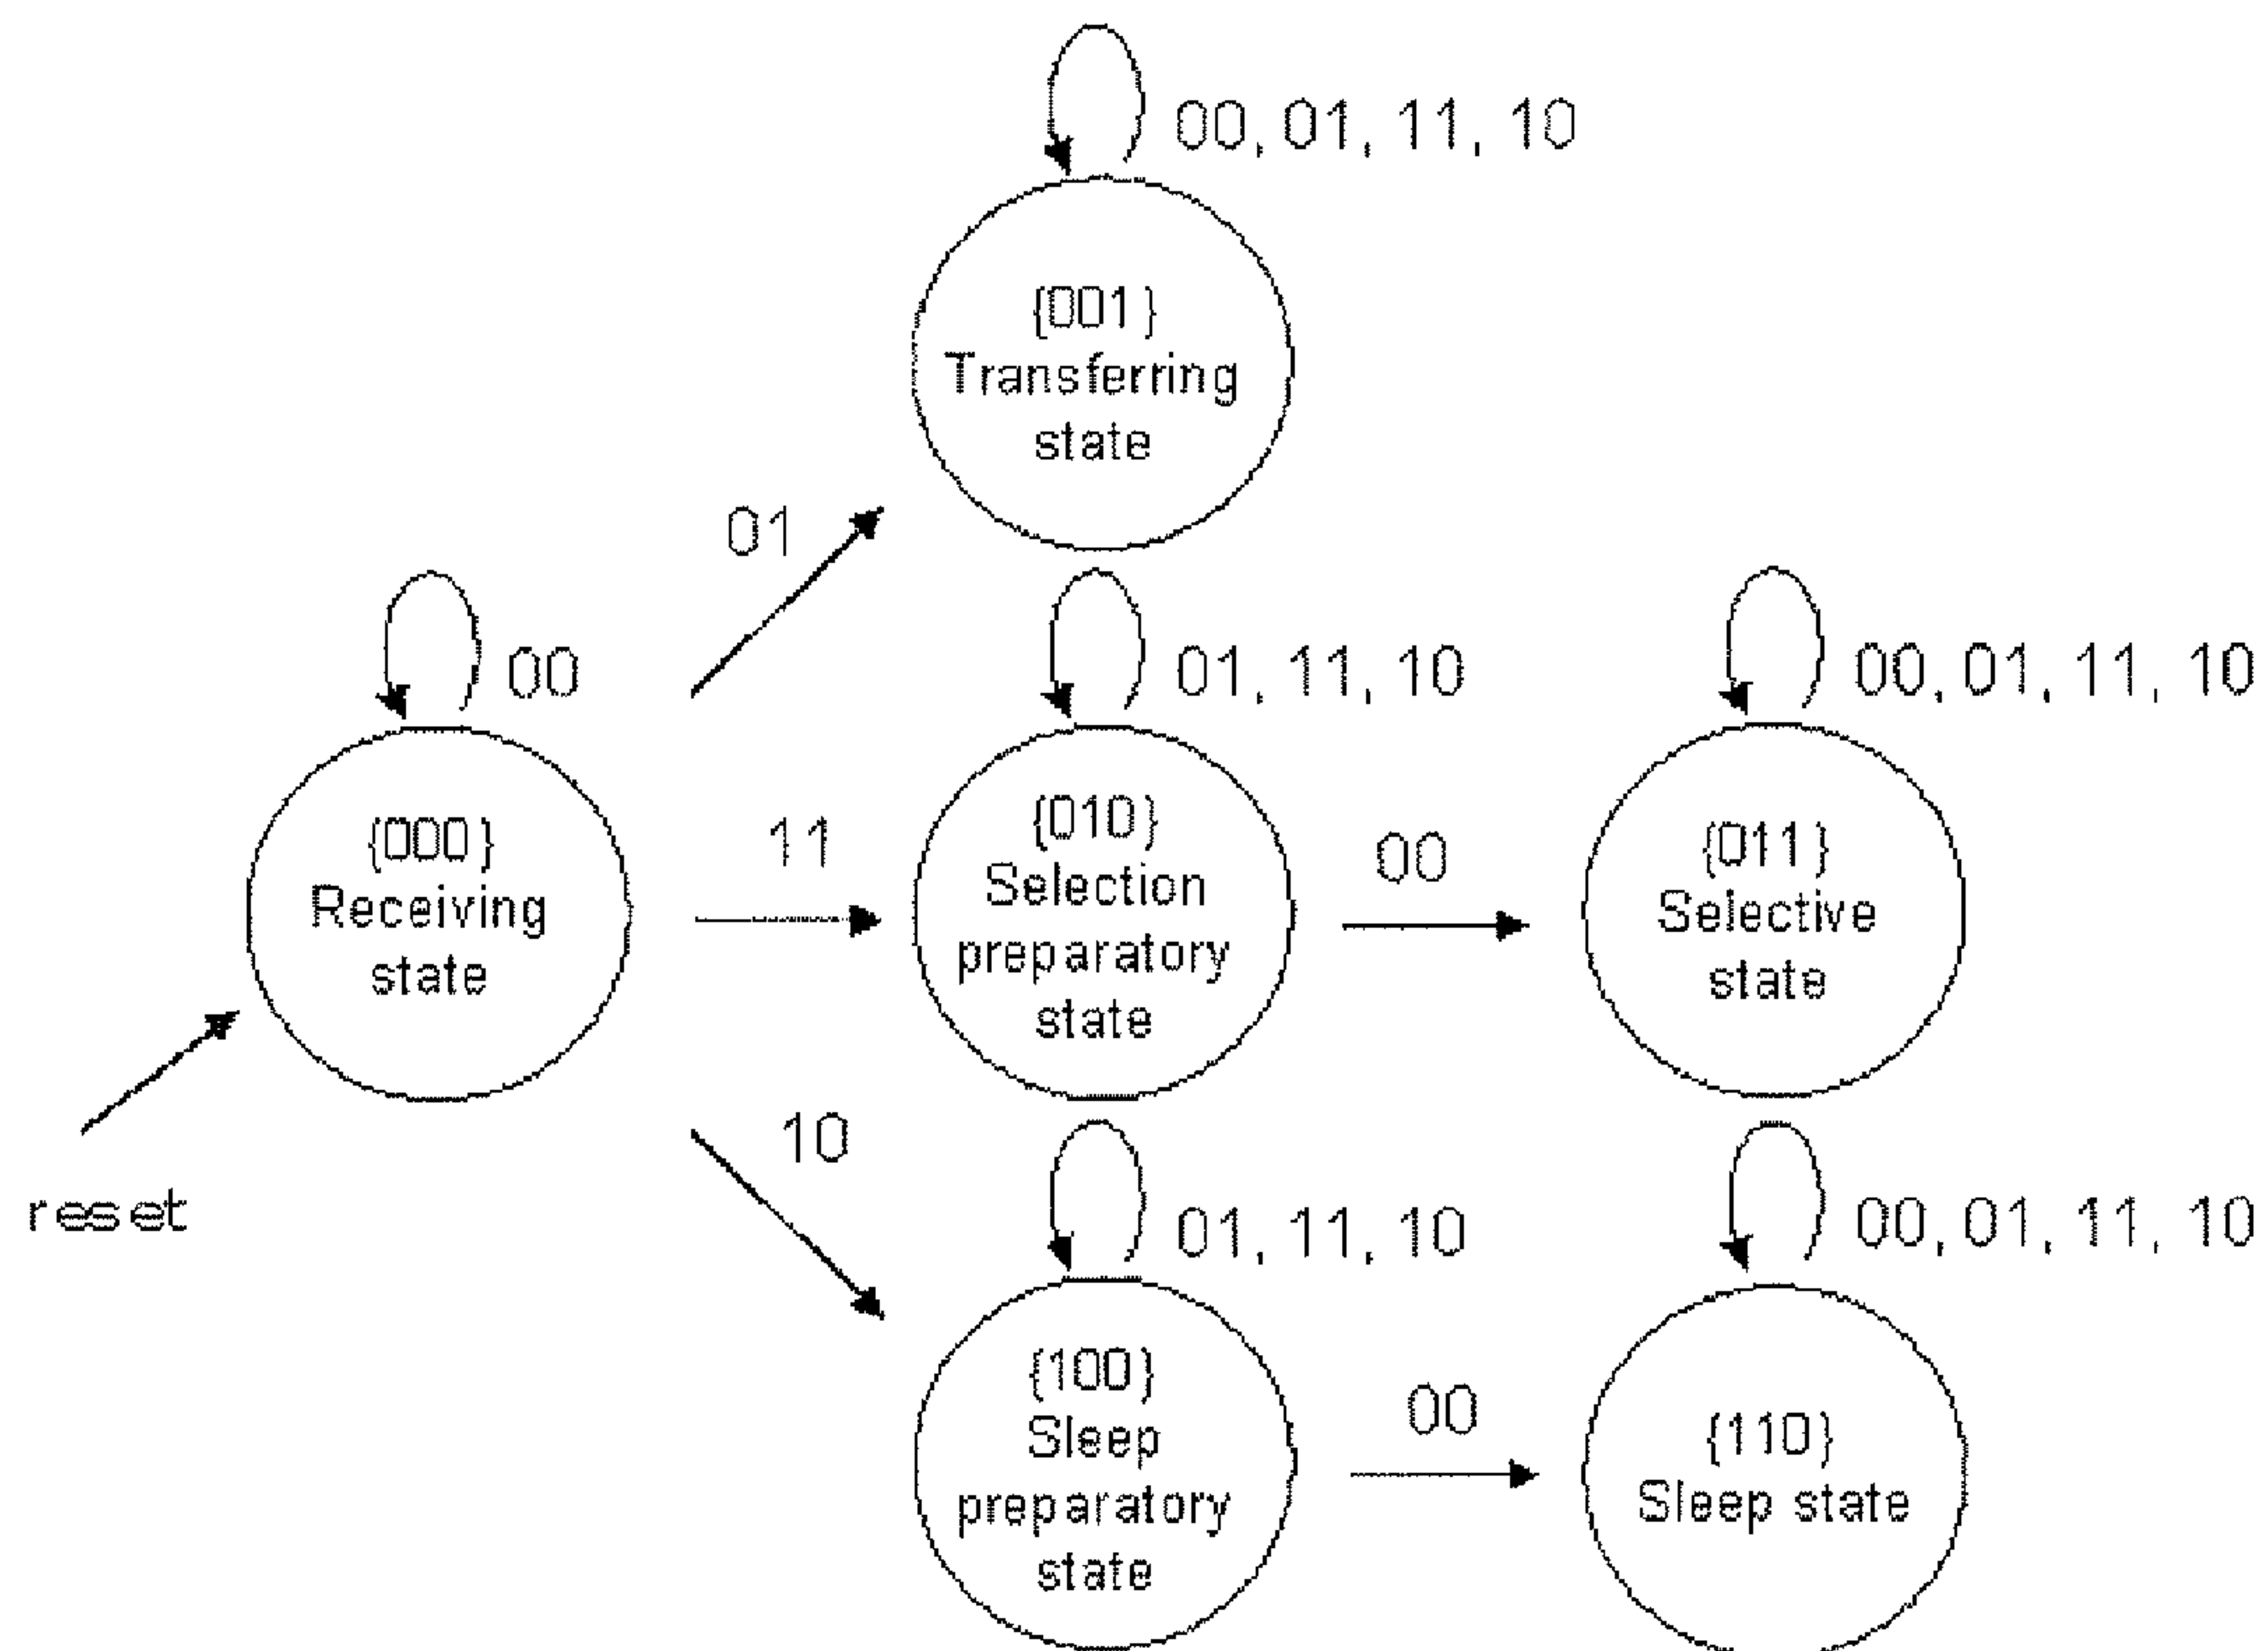 00, 01, 11, 10
{001}
Transferring
state
01
00
01, 11, 10
00, 01, 11, 10
{000}
Receiving
state
11
{010}
Selection
preparatory
state
00
{011}
Selective
state
reset
10
01, 11, 10
00, 01, 11, 10
{100}
Sleep
preparatory
state
00
{110}
Sleep state